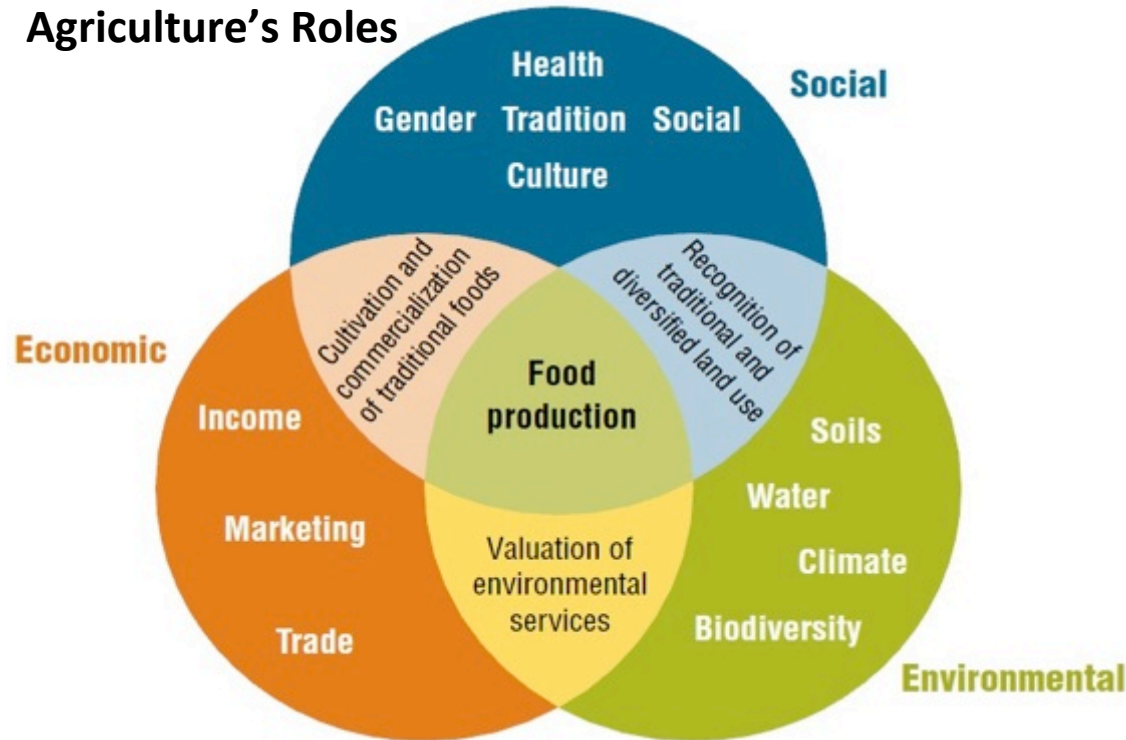 Agriculture's Roles
Social
Health
Gender Tradition Social
Culture
Cultivation and
commercialization
of traditional foods
Recognition of
traditional and
diversified land use
Economic
Food
production
Income
Marketing
Trade
Soils
Water
Climate
Biodiversity
Valuation of
environmental
services
Environmental